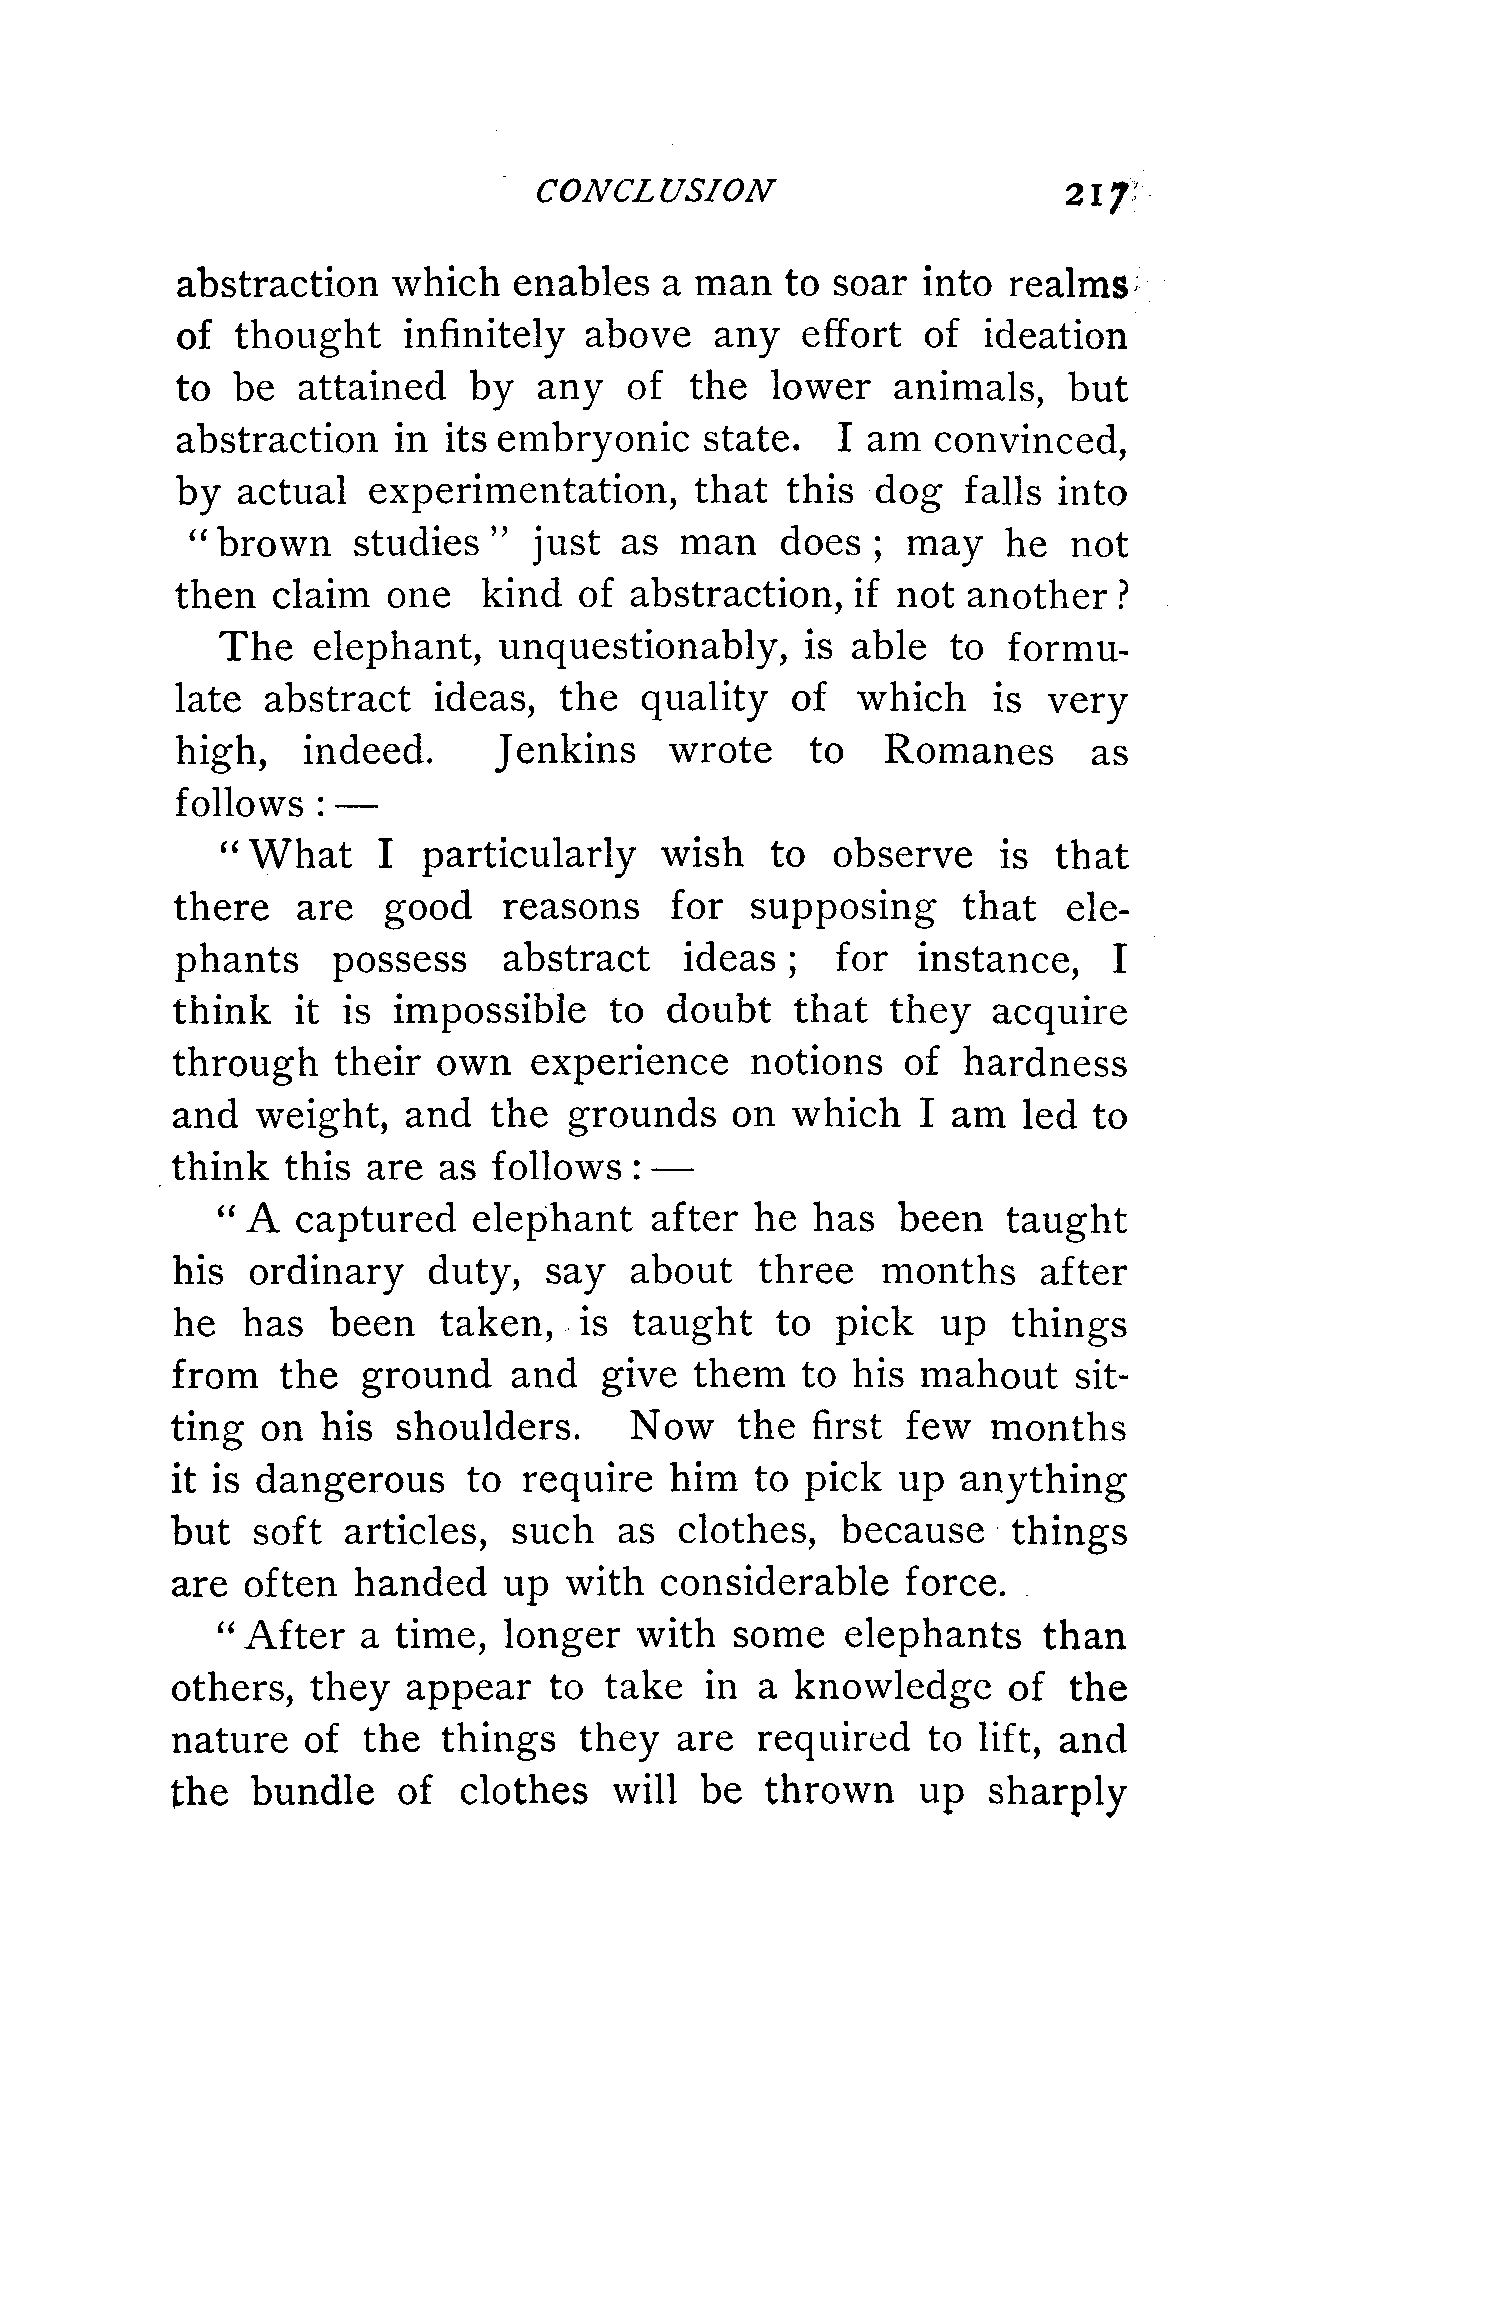 CONCLUSION 217
abstraction which enables a man to soar into realms
of thought infinitely above any effort of ideation
to be attained by any of the lower animals, but
abstraction in its embryonic state. I am convinced,
by actual experimentation, that this dog falls into
"brown studies" just as man does; may he not
then claim one kind of abstraction, if not another?
The elephant, unquestionably, is able to formu-
late abstract ideas, the quality of which is very
high, indeed. Jenkins wrote to Romanes as
follows:—
"What I particularly wish to observe is that
there are good reasons for supposing that ele-
phants possess abstract ideas; for instance, I
think it is impossible to doubt that they acquire
through their own experience notions of hardness
and weight, and the grounds on which I am led to
think this are as follows:—
"A captured elephant after he has been taught
his ordinary duty, say about three months after
he has been taken, is taught to pick up things
from the ground and give them to his mahout sit-
ting on his shoulders. Now the first few months
it is dangerous to require him to pick up anything
but soft articles, such as clothes, because things
are often handed up with considerable force.
"After a time, longer with some elephants than
others, they appear to take in a knowledge of the
nature of the things they are required to lift, and
the bundle of clothes will be thrown up sharply